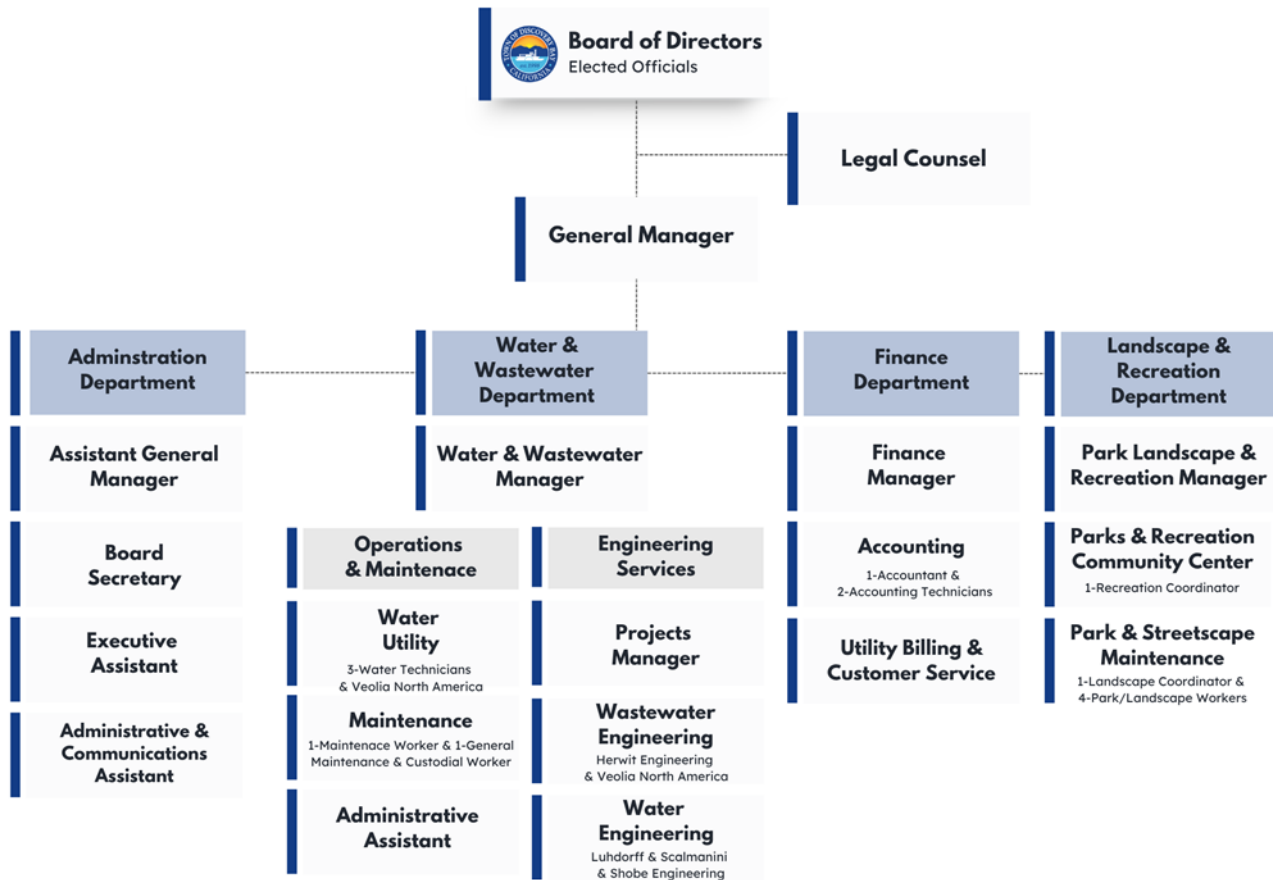 TOWN OF DISCOVERY BAY
CALIFORNIA
Board of Directors
Elected Officials
Legal Counsel
General Manager
Adminstration
Department
Assistant General
Manager
Board
Secretary
Executive
Assistant
Administrative &
Communications
Assistant
Water &
Wastewater
Department
Water & Wastewater
Manager
Operations
& Maintenace
Water
Utility
3-Water Technicians
& Veolia North America
Maintenance
1-Maintenace Worker & 1-General
Maintenance & Custodial Worker
Administrative
Assistant
Engineering
Services
Projects
Manager
Wastewater
Engineering
Herwit Engineering
& Veolia North America
Water
Engineering
Luhdorff & Scalmanini
& Shobe Engineering
Finance
Department
Finance
Manager
Accounting
1-Accountant &
2-Accounting Technicians
Utility Billing &
Customer Service
Landscape &
Recreation
Department
Park Landscape &
Recreation Manager
Parks & Recreation
Community Center
1-Recreation Coordinator
Park & Streetscape
Maintenance
1-Landscape Coordinator &
4-Park/Landscape Workers